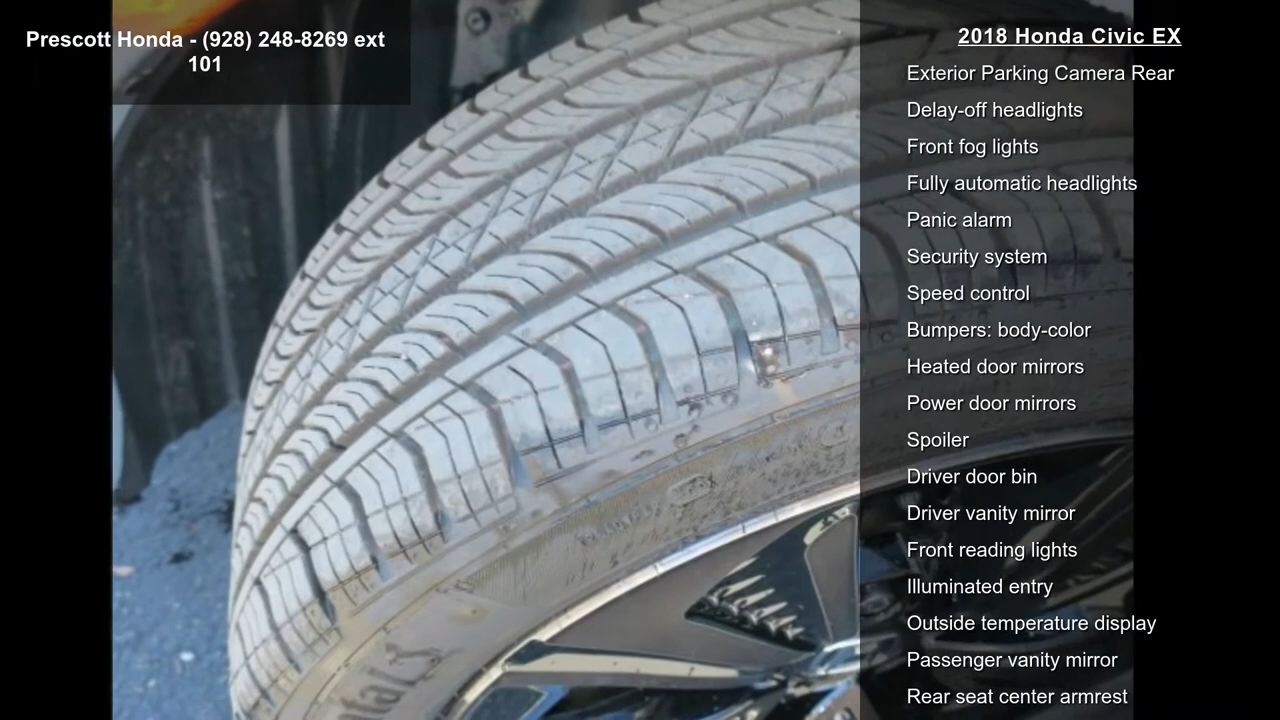 Prescott Honda - (928) 248-8269 ext
101
2018 Honda Civic EX
Exterior Parking Camera Rear
Delay-off headlights
Front fog lights
Fully automatic headlights
Panic alarm
Security system
Speed control
Bumpers: body-color
Heated door mirrors
Power door mirrors
Spoiler
Driver door bin
Driver vanity mirror
Front reading lights
Illuminated entry
Outside temperature display
Passenger vanity mirror
Rear seat center armrest